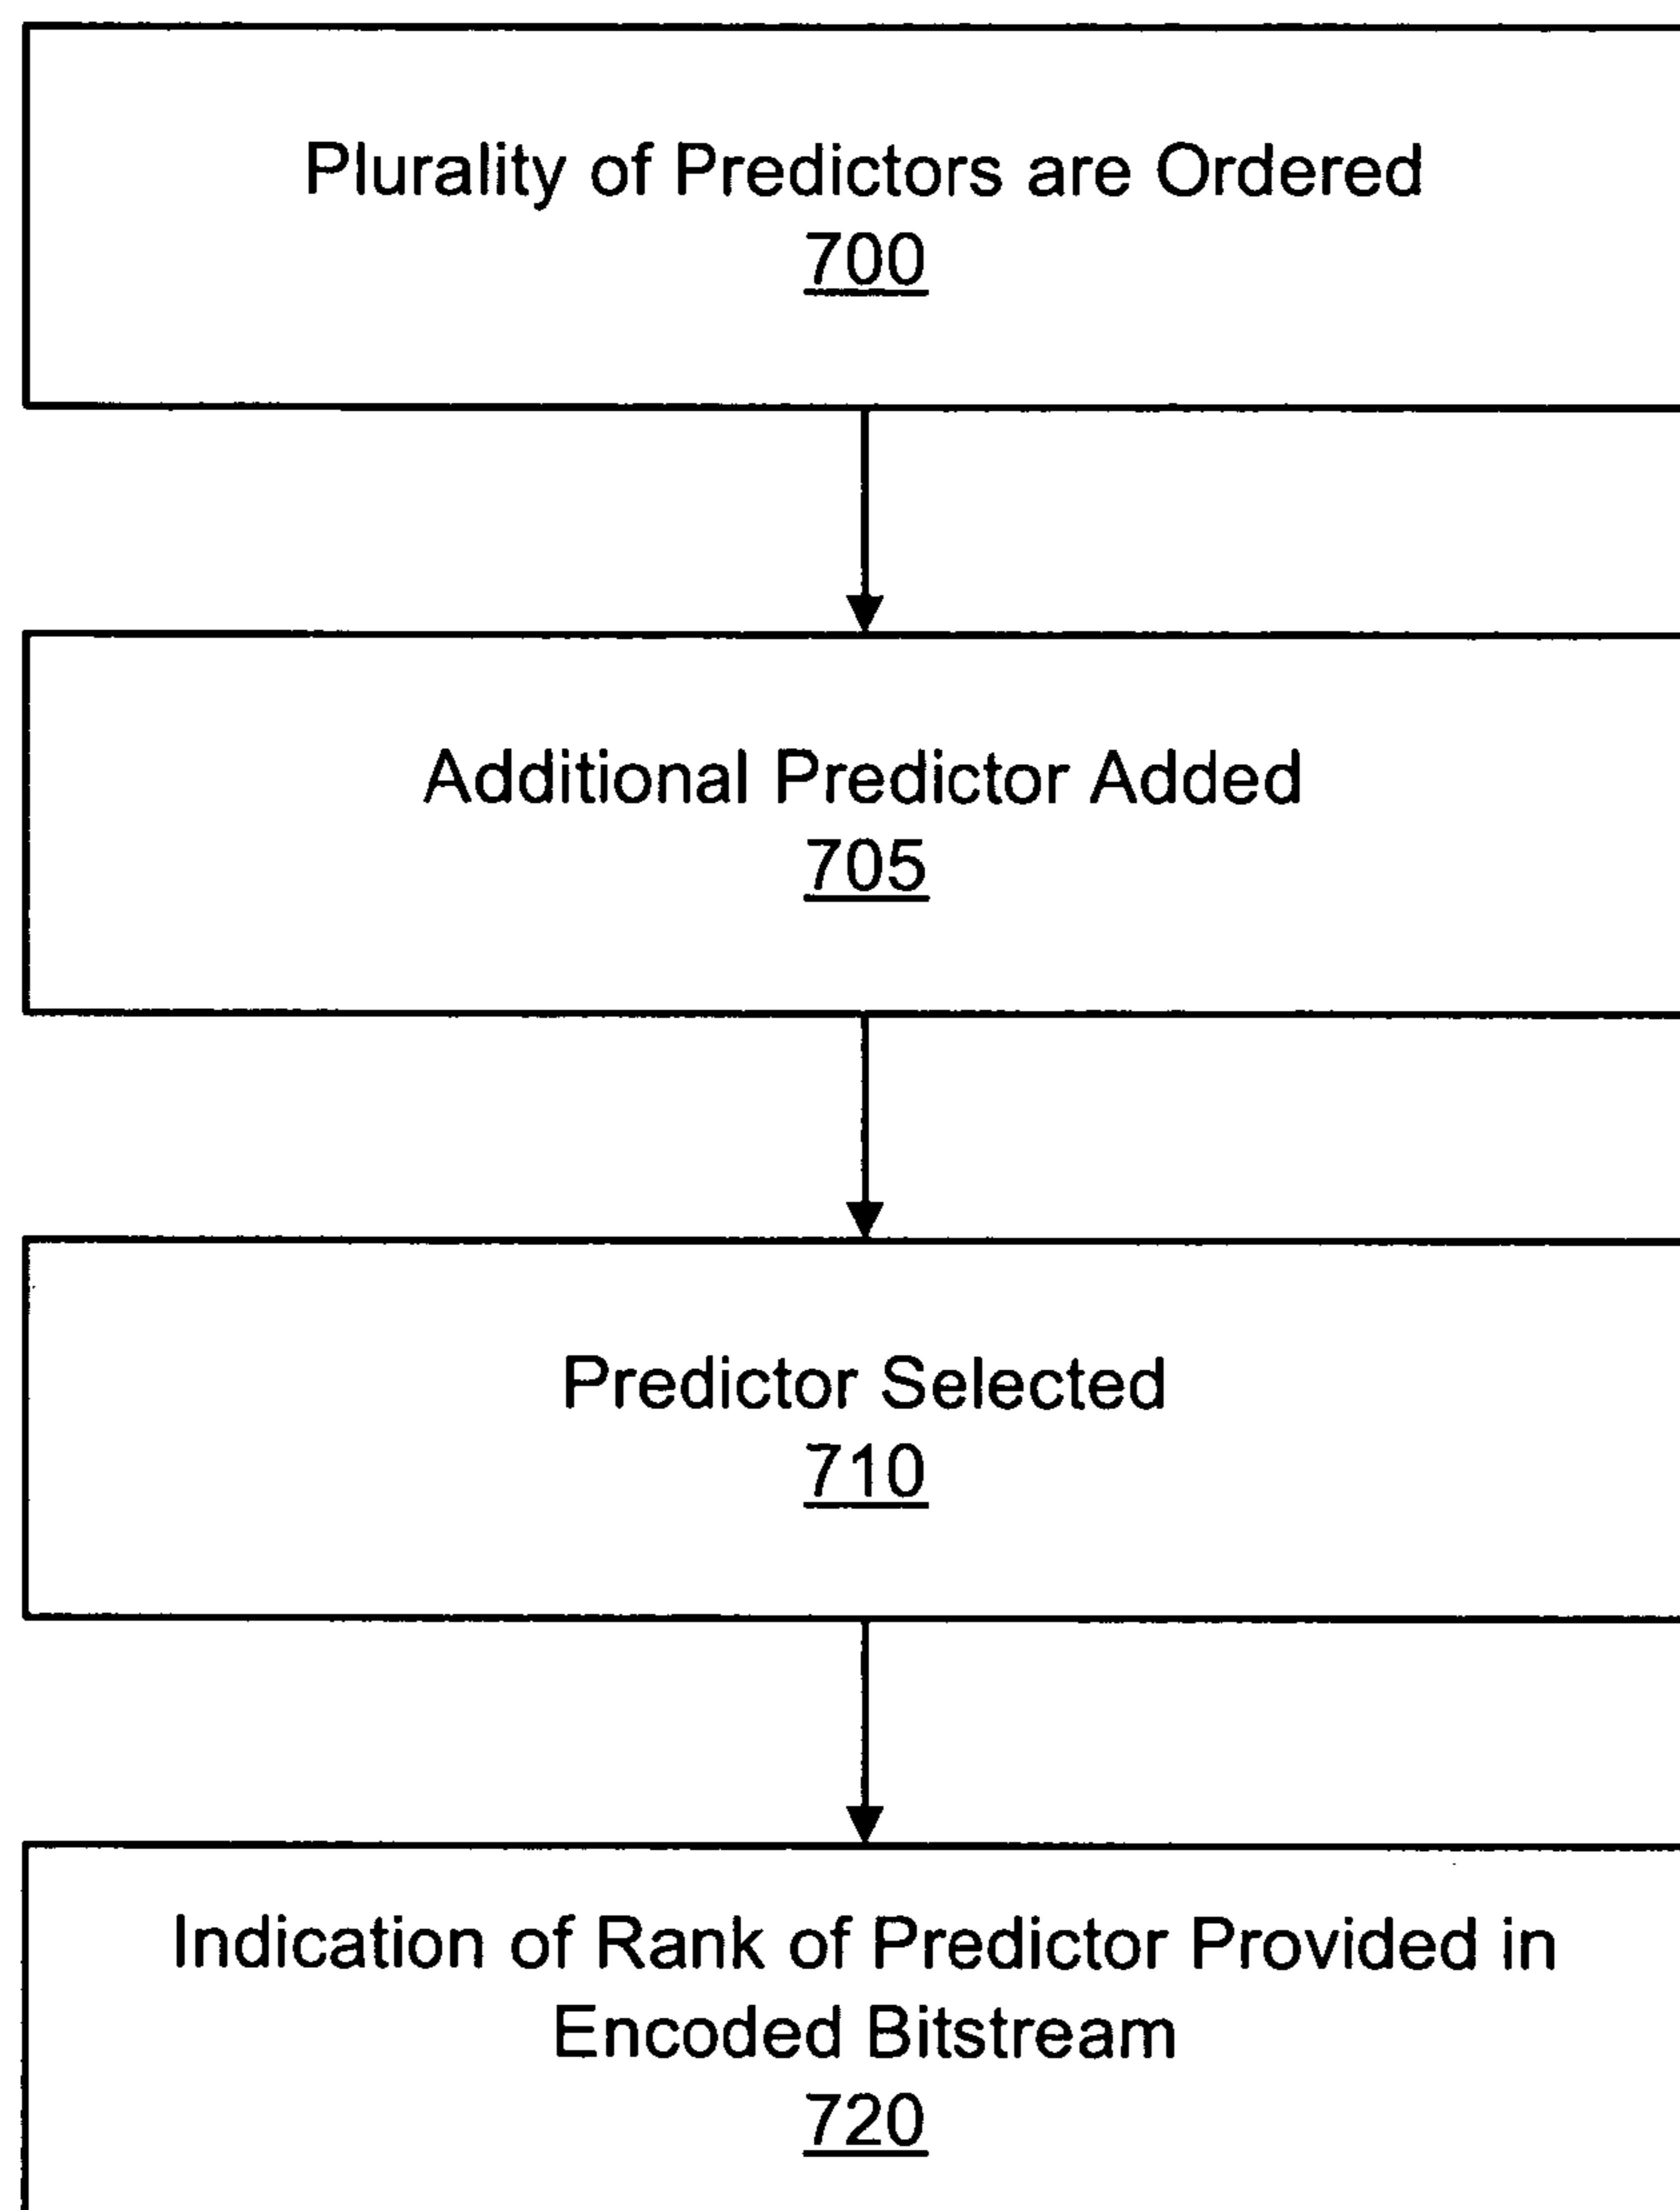 Plurality of Predictors are Ordered
700
Additional Predictor Added
705
Predictor Selected
710
Indication of Rank of Predictor Provided in
Encoded Bitstream
720